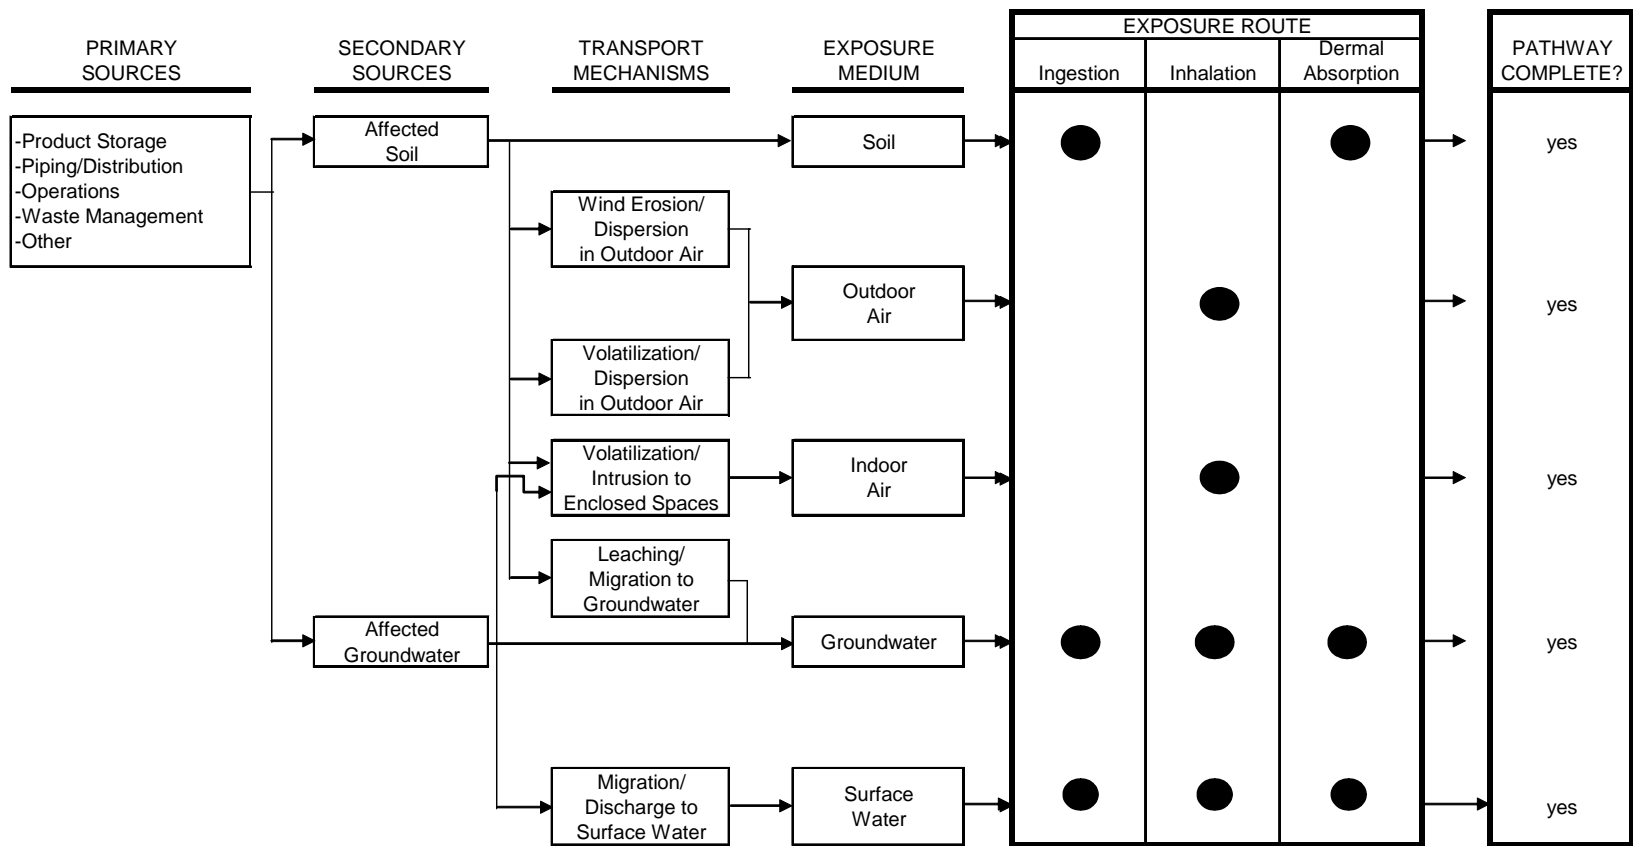 PRIMARY
SOURCES
SECONDARY
SOURCES
TRANSPORT
MECHANISMS
EXPOSURE
MEDIUM
EXPOSURE ROUTE
Ingestion
Inhalation
Dermal
Absorption
PATHWAY
COMPLETE?
-Product Storage
-Piping/Distribution
-Operations
-Waste Management
-Other
Affected
Soil
Soil
yes
Wind Erosion/
Dispersion
in Outdoor Air
Outdoor
Air
yes
Volatilization/
Dispersion
in Outdoor Air
Volatilization/
Intrusion to
Enclosed Spaces
Indoor
Air
yes
Leaching/
Migration to
Groundwater
Affected
Groundwater
Groundwater
yes
Migration/
Discharge to
Surface Water
Surface
Water
yes